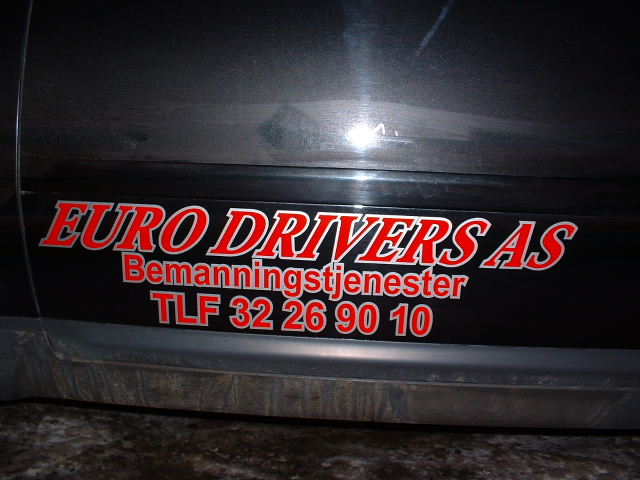 EURO DRIVERS AS
Bemanningstjenester
TLF 32 26 90 10